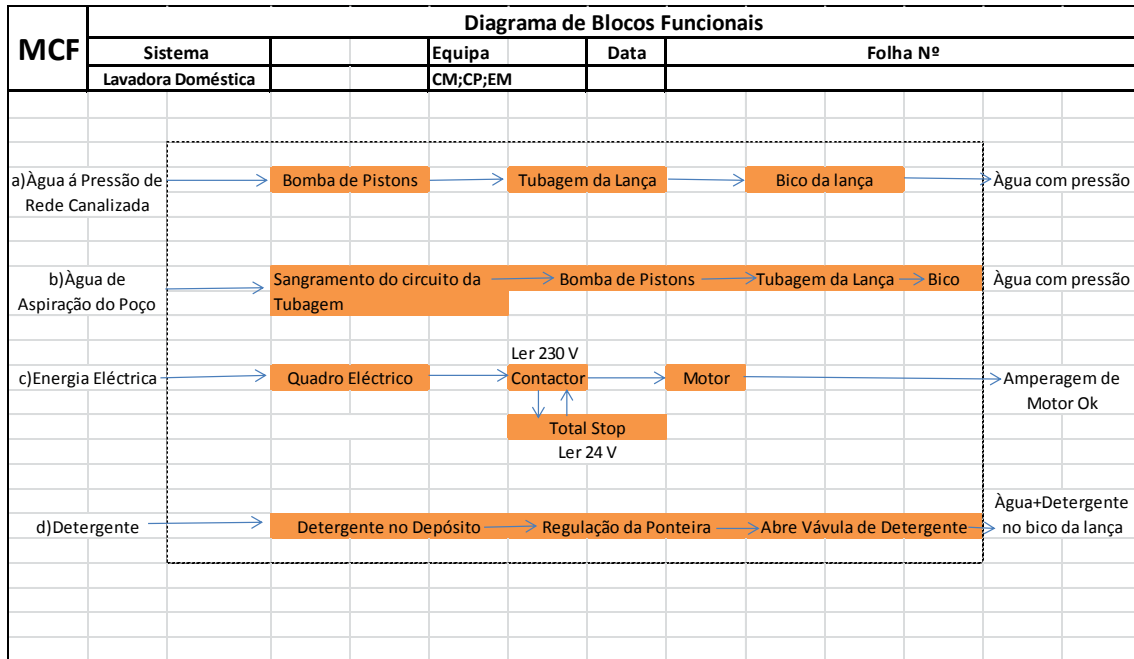 Diagrama de Blocos Funcionais
MCF
Sistema Equipa Data Folha Nº
Lavadora Doméstica CM;CP;EM
a)Àgua á Pressão de
Rede Canalizada
Bomba de Pistons
Tubagem da Lança
Bico da lança
Àgua com pressão
b)Àgua de
Aspiração do Poço
Sangramento do circuito da
Tubagem
Bomba de Pistons
Tubagem da Lança
Bico
Àgua com pressão
Ler 230 V
c)Energia Eléctrica
Quadro Eléctrico
Contactor
Motor
Amperagem de
Motor Ok
Total Stop
Ler 24 V
d)Detergente
Detergente no Depósito
Regulação da Ponteira
Abre Vávula de Detergente
Àgua+Detergente
no bico da lança